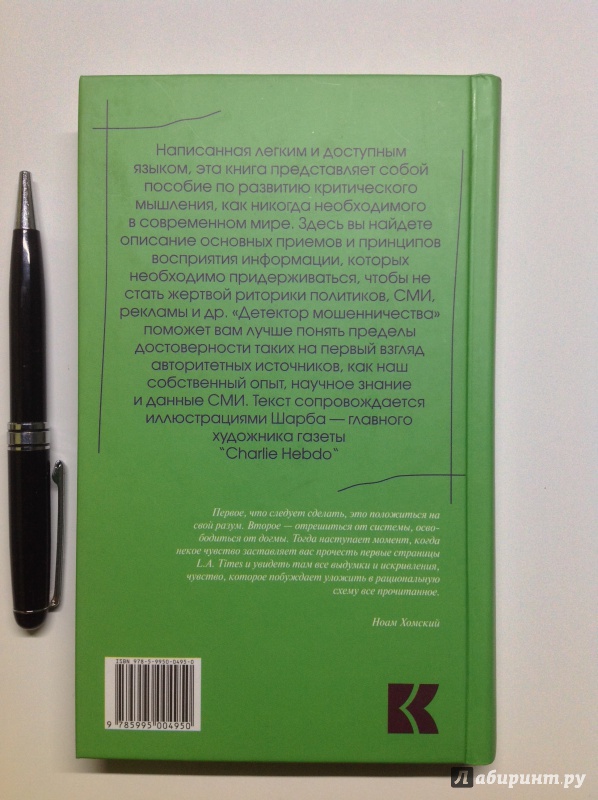 Написанная легким и доступным
языком, эта книга представляет собой
пособие по развитию критического
мышления, как никогда необходимого
в современном мире. Здесь вы найдете
описание основных приемов и принципов
восприятия информации, которых
необходимо придерживаться, чтобы не
стать жертвой риторики политиков, СМИ,
рекламы и др. «Детектор мошенничества»
поможет вам лучше понять пределы
достоверности таких на первый взгляд
авторитетных источников, как наш
собственный опыт, научное знание
и данные СМИ. Текст сопровождается
иллюстрациями Шарба — главного
художника газеты
"Charlie Hebdo"
Первое, что следует сделать, это положиться на
свой разум. Второе — отрешиться от системы, осво-
бодиться от догмы. Тогда наступает момент, когда
некое чувство заставляет вас прочесть первые страницы
L.A. Times и увидеть там все выдумки и искривления,
чувство, которое побуждает уложить в рациональную
схему все прочитанное.
Ноам Хомский
ISBN 978-5-9950-0495-0
9 785995 004950
Лабиринт.ру